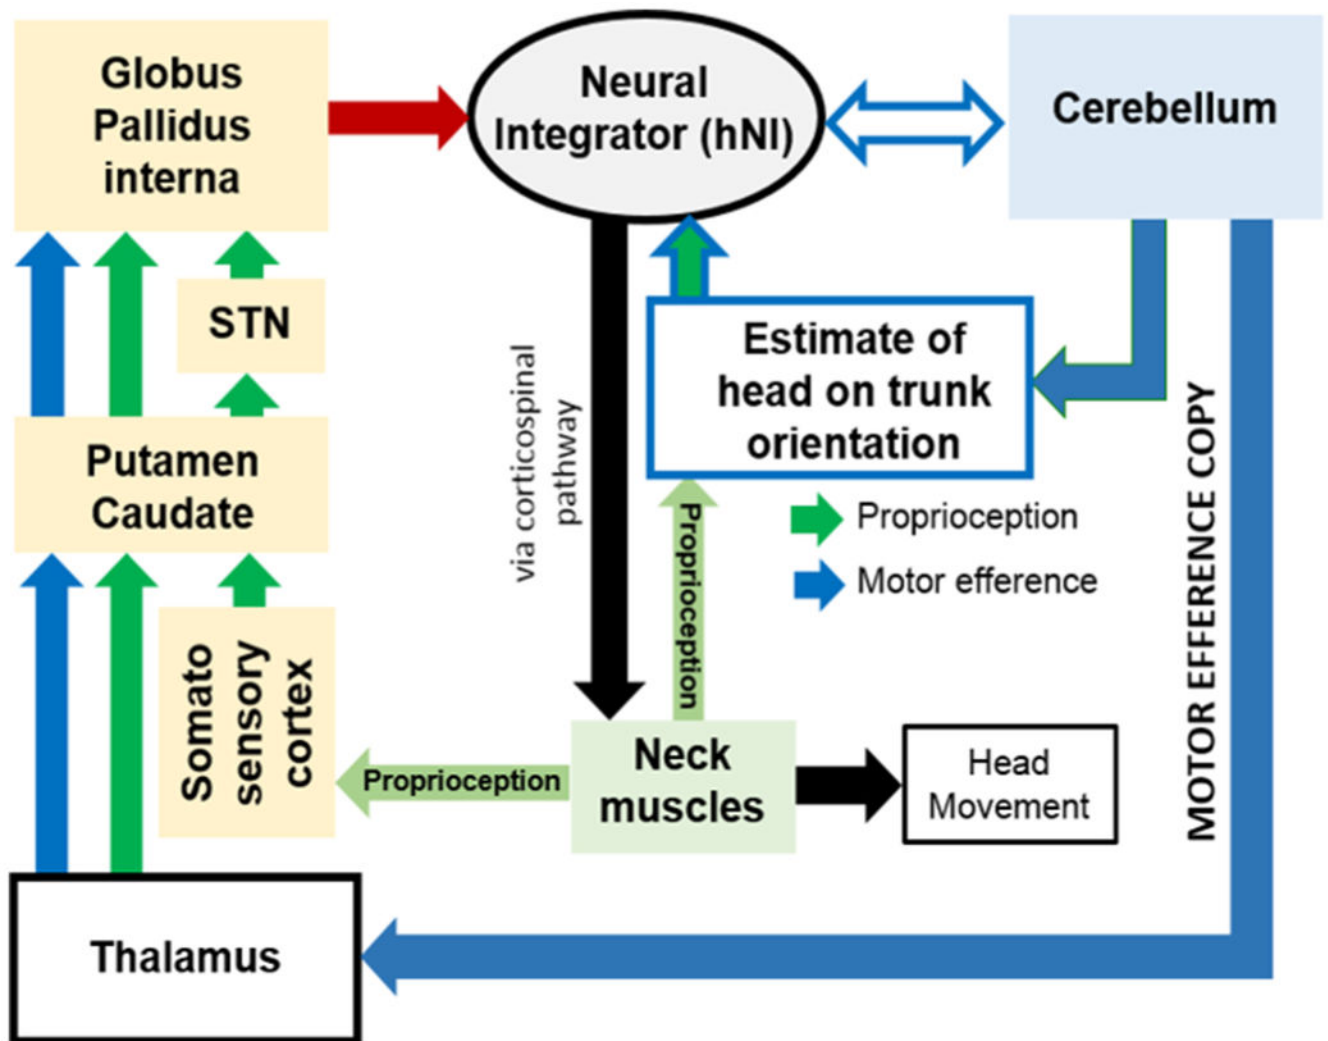 Globus
Pallidus
interna
Neural
Integrator (hNI)
Cerebellum
STN
Estimate of
head on trunk
orientation
via corticospinal
pathway
Putamen
Caudate
Proprioception
Motor efference
Proprioception
MOTOR EFFERENCE COPY
Somato
sensory
cortex
Proprioception
Neck
muscles
Head
Movement
Thalamus